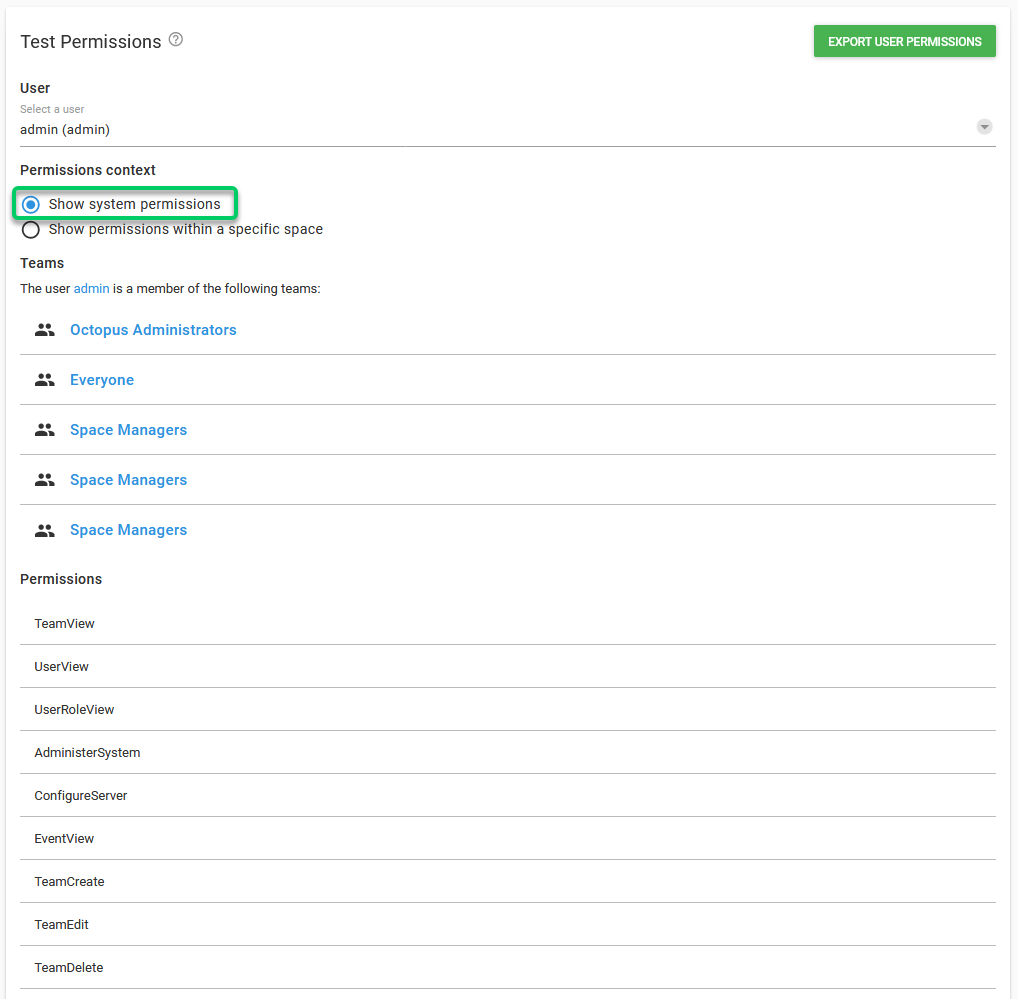 Test Permissions
EXPORT USER PERMISSIONS
User
Select a user
admin (admin)
Permissions context
Show system permissions
Show permissions within a specific space
Teams
The user admin is a member of the following teams:
Octopus Administrators
Everyone
Space Managers
Space Managers
Space Managers
Permissions
TeamView
UserView
UserRoleView
AdministerSystem
ConfigureServer
EventView
TeamCreate
TeamEdit
TeamDelete